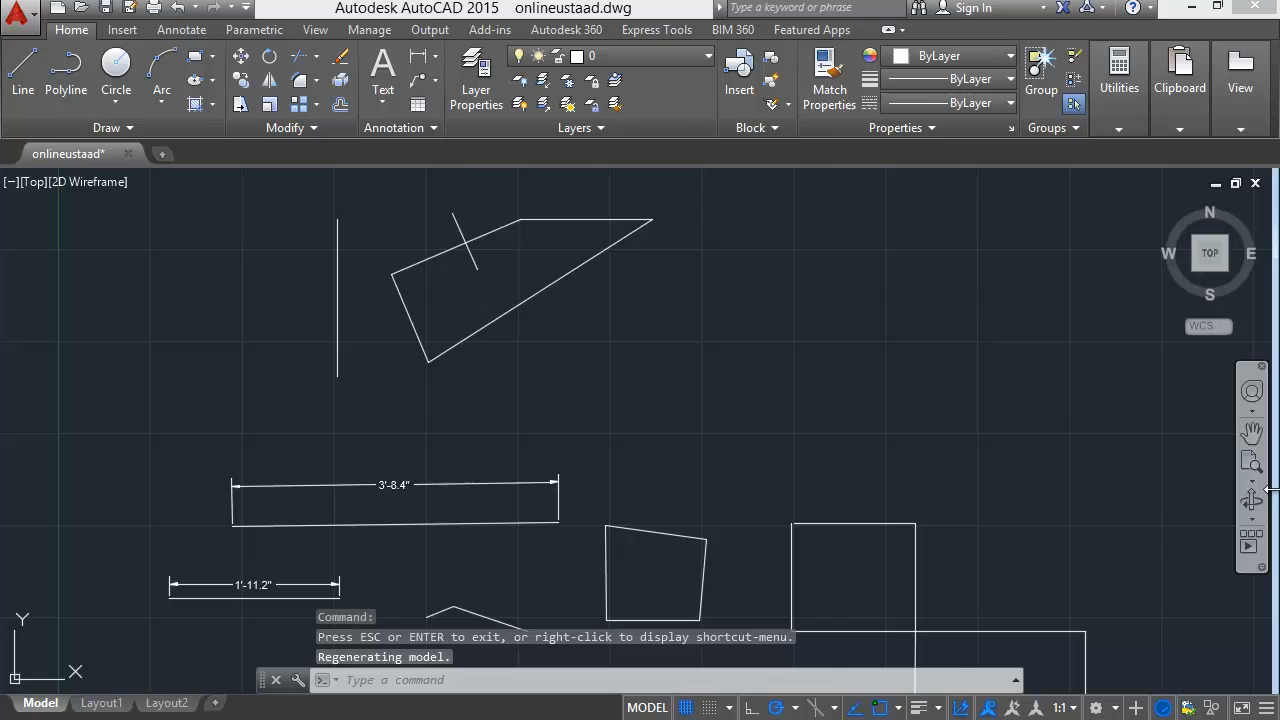 Autodesk AutoCAD 2015 onlineustaad.dwg
Type a keyword or phrase
Sign In
Home Insert Annotate Parametric View Manage Output Add-ins Autodesk 360 Express Tools BIM 360 Featured Apps
Line Polyline Circle Arc
Draw
Modify
Text
Annotation
Layer
Properties
0
Layers
Insert
Block
Match
Properties
ByLayer
ByLayer
ByLayer
Properties
Group
Groups
Utilities
Clipboard
View
onlineustaad*
[−][Top][2D Wireframe]
N
W TOP E
S
WCS
3'-8.4"
1'-11.2"
Y
X
Command:
Press ESC or ENTER to exit, or right-click to display shortcut-menu.
Regenerating model.
Type a command
Model Layout1 Layout2
MODEL
1:1